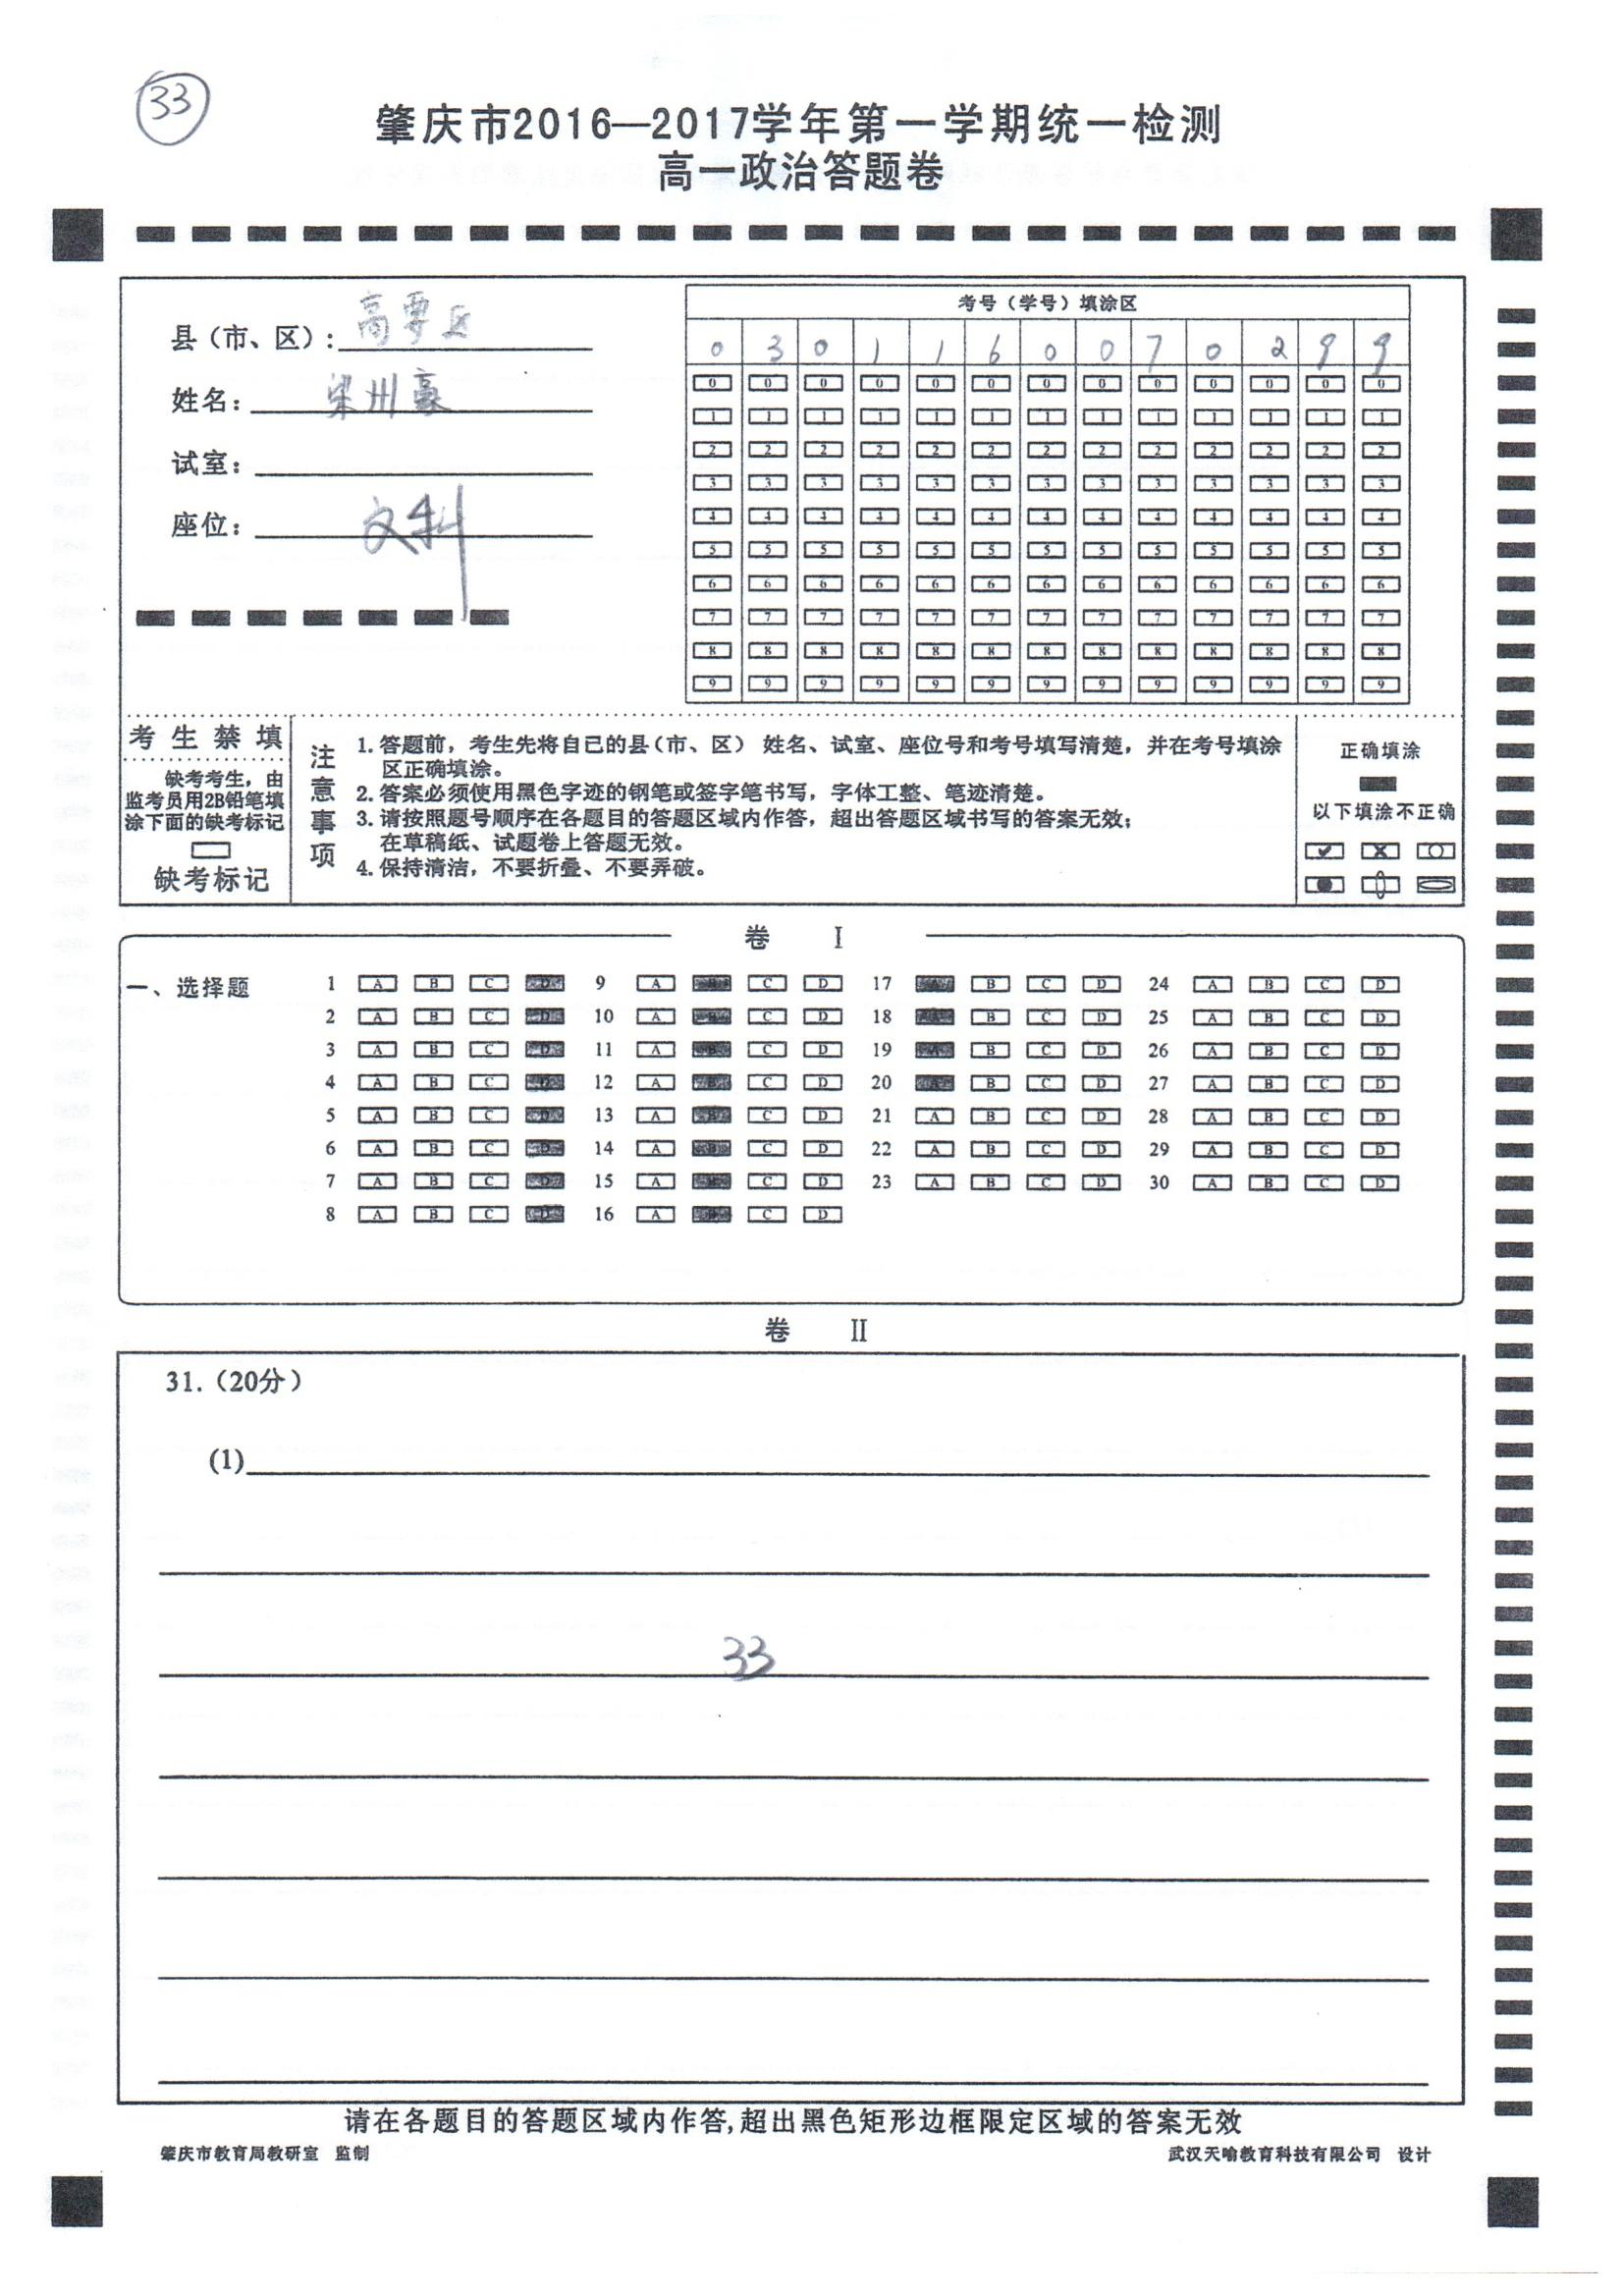 33
肇庆市2016—2017学年第一学期统一检测
高一政治答题卷
县(市、区):高要区
姓名:梁州豪
试室:
座位:文科
考号(学号)填涂区
0 3 0 1 1 6 0 0 7 0 2 9 9
0 0 0 0 0 0 0 0 0 0 0 0 0
1 1 1 1 1 1 1 1 1 1 1 1 1
2 2 2 2 2 2 2 2 2 2 2 2 2
3 3 3 3 3 3 3 3 3 3 3 3 3
4 4 4 4 4 4 4 4 4 4 4 4 4
5 5 5 5 5 5 5 5 5 5 5 5 5
6 6 6 6 6 6 6 6 6 6 6 6 6
7 7 7 7 7 7 7 7 7 7 7 7 7
8 8 8 8 8 8 8 8 8 8 8 8 8
9 9 9 9 9 9 9 9 9 9 9 9 9
考生禁填
缺考考生，由
监考员用2B铅笔填
涂下面的缺考标记
缺考标记
注意事项
1. 答题前，考生先将自己的县(市、区) 姓名、试室、座位号和考号填写清楚，并在考号填涂
区正确填涂。
2. 答案必须使用黑色字迹的钢笔或签字笔书写，字体工整、笔迹清楚。
3. 请按照题号顺序在各题目的答题区域内作答，超出答题区域书写的答案无效；
在草稿纸、试题卷上答题无效。
4. 保持清洁，不要折叠、不要弄破。
正确填涂
以下填涂不正确
卷 I
一、选择题
1 A B C D 9 A B C D 17 A B C D 24 A B C D
2 A B C D 10 A B C D 18 A B C D 25 A B C D
3 A B C D 11 A B C D 19 A B C D 26 A B C D
4 A B C D 12 A B C D 20 A B C D 27 A B C D
5 A B C D 13 A B C D 21 A B C D 28 A B C D
6 A B C D 14 A B C D 22 A B C D 29 A B C D
7 A B C D 15 A B C D 23 A B C D 30 A B C D
8 A B C D 16 A B C D
卷 II
31.(20分)
(1)
33
请在各题目的答题区域内作答,超出黑色矩形边框限定区域的答案无效
肇庆市教育局教研室 监制
武汉天喻教育科技有限公司 设计